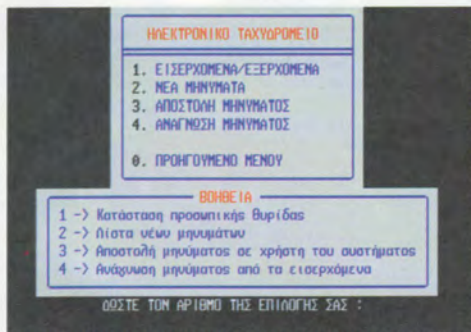 ΗΛΕΚΤΡΟΝΙΚΟ ΤΑΧΥΔΡΟΜΕΙΟ
1. ΕΙΣΕΡΧΟΜΕΝΑ/ΕΞΕΡΧΟΜΕΝΑ
2. ΝΕΑ ΜΗΝΥΜΑΤΑ
3. ΑΠΟΣΤΟΛΗ ΜΗΝΥΜΑΤΟΣ
4. ΑΝΑΓΝΩΣΗ ΜΗΝΥΜΑΤΟΣ
0. ΠΡΟΗΓΟΥΜΕΝΟ ΜΕΝΟΥ
ΒΟΗΘΕΙΑ
1 -> Κατάσταση προσωπικής θυρίδας
2 -> Λίστα νέων μηνυμάτων
3 -> Αποστολή μηνύματος σε χρήστη του συστήματος
4 -> Ανάγνωση μηνύματος από τα εισερχόμενα
ΔΩΣΤΕ ΤΟΝ ΑΡΙΘΜΟ ΤΗΣ ΕΠΙΛΟΓΗΣ ΣΑΣ :